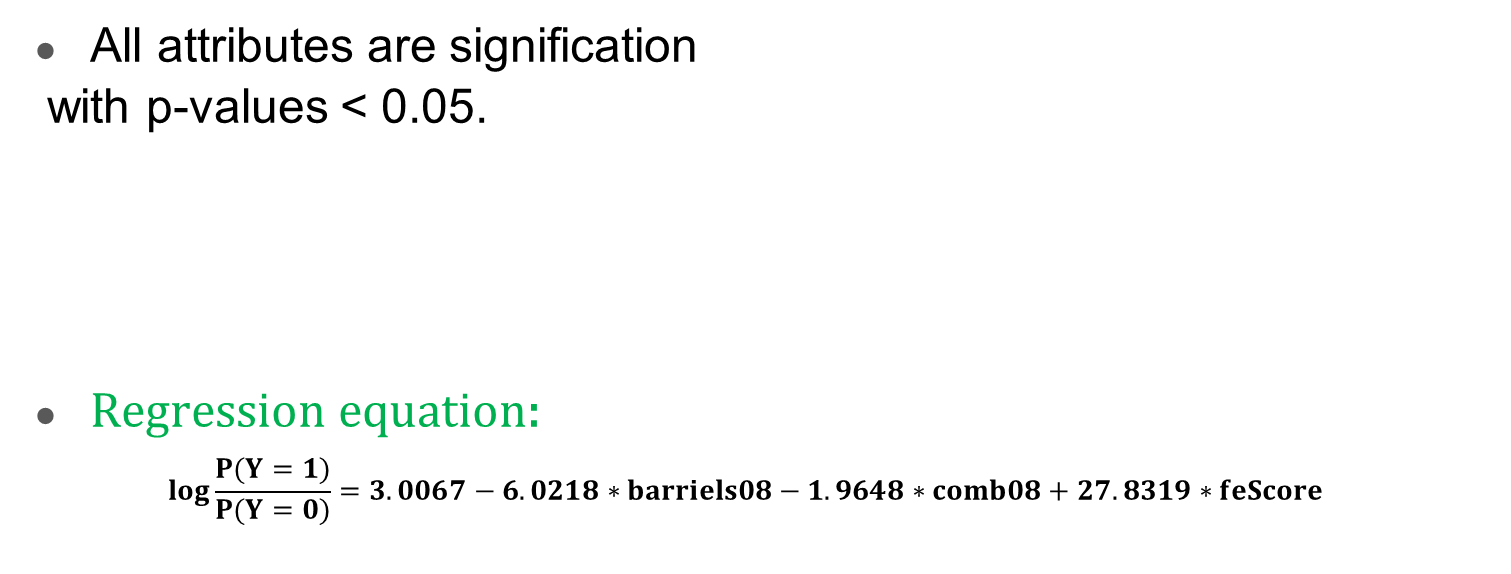 ● All attributes are signification
with p-values < 0.05.
● Regression equation:
log P(Y = 1) / P(Y = 0) = 3.0067 − 6.0218 ∗ barriels08 − 1.9648 ∗ comb08 + 27.8319 ∗ feScore